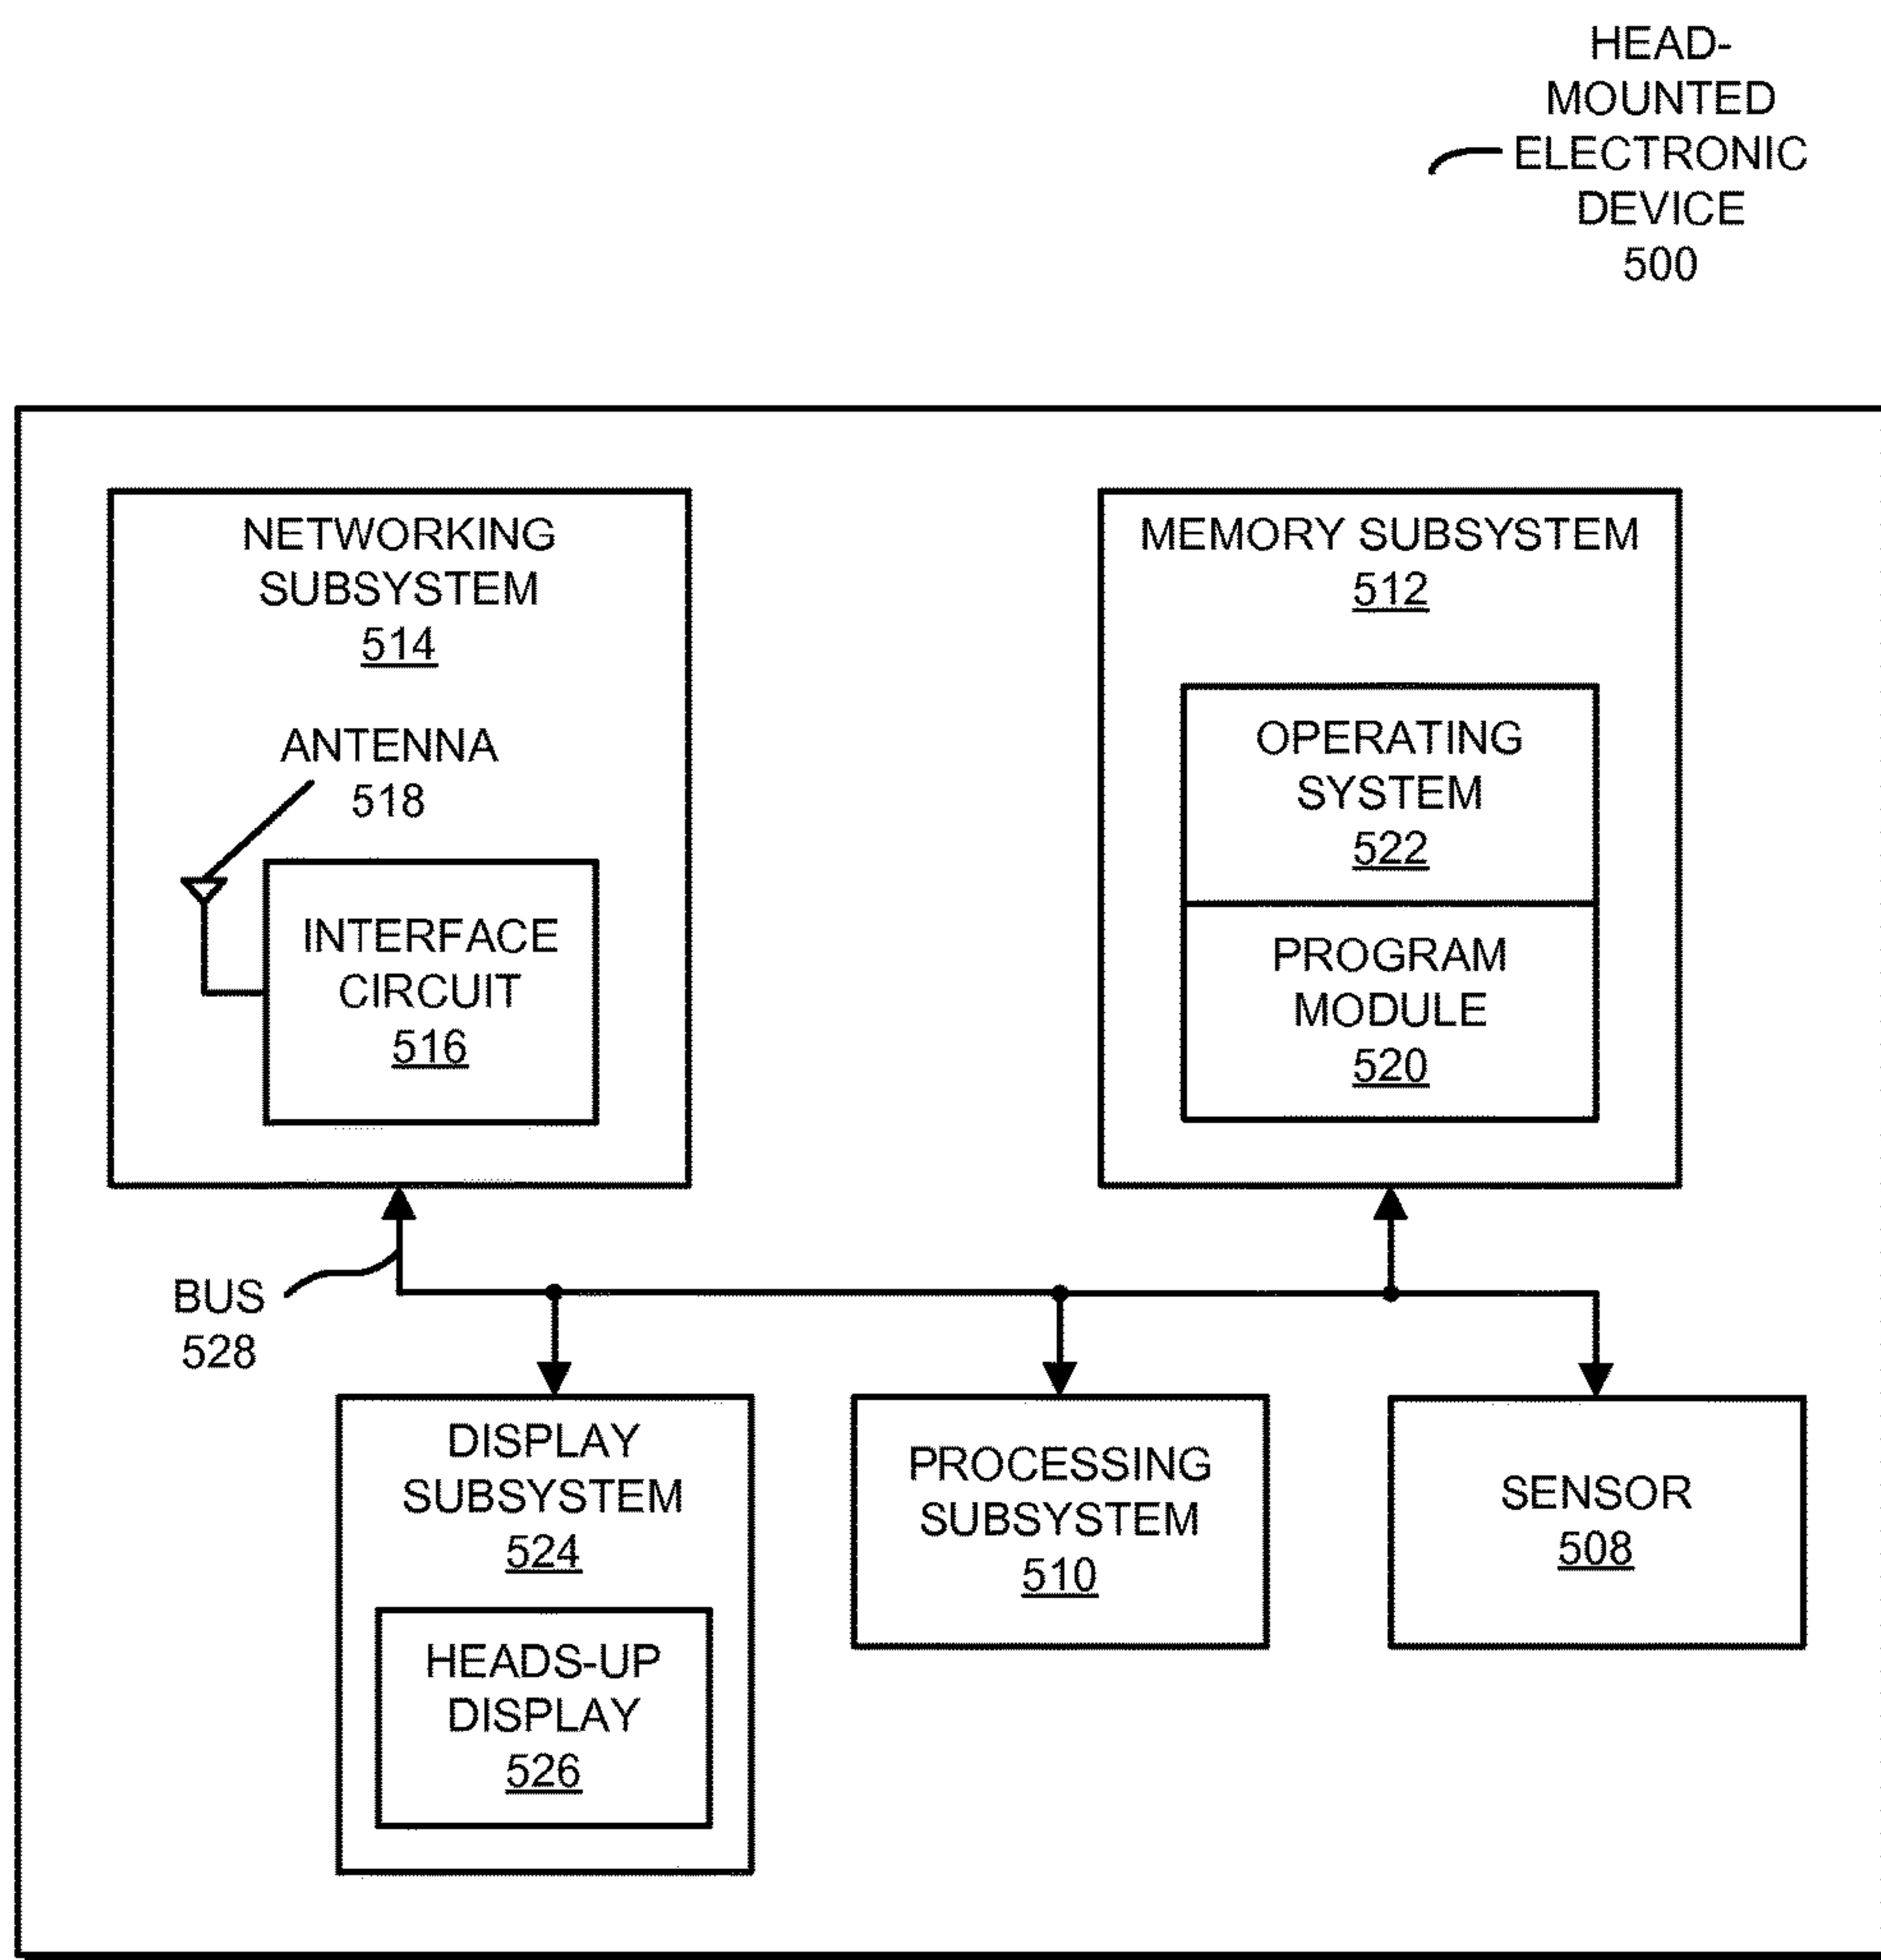 HEAD-
MOUNTED
ELECTRONIC
DEVICE
500
NETWORKING
SUBSYSTEM
514
ANTENNA
518
INTERFACE
CIRCUIT
516
MEMORY SUBSYSTEM
512
OPERATING
SYSTEM
522
PROGRAM
MODULE
520
BUS
528
DISPLAY
SUBSYSTEM
524
HEADS-UP
DISPLAY
526
PROCESSING
SUBSYSTEM
510
SENSOR
508